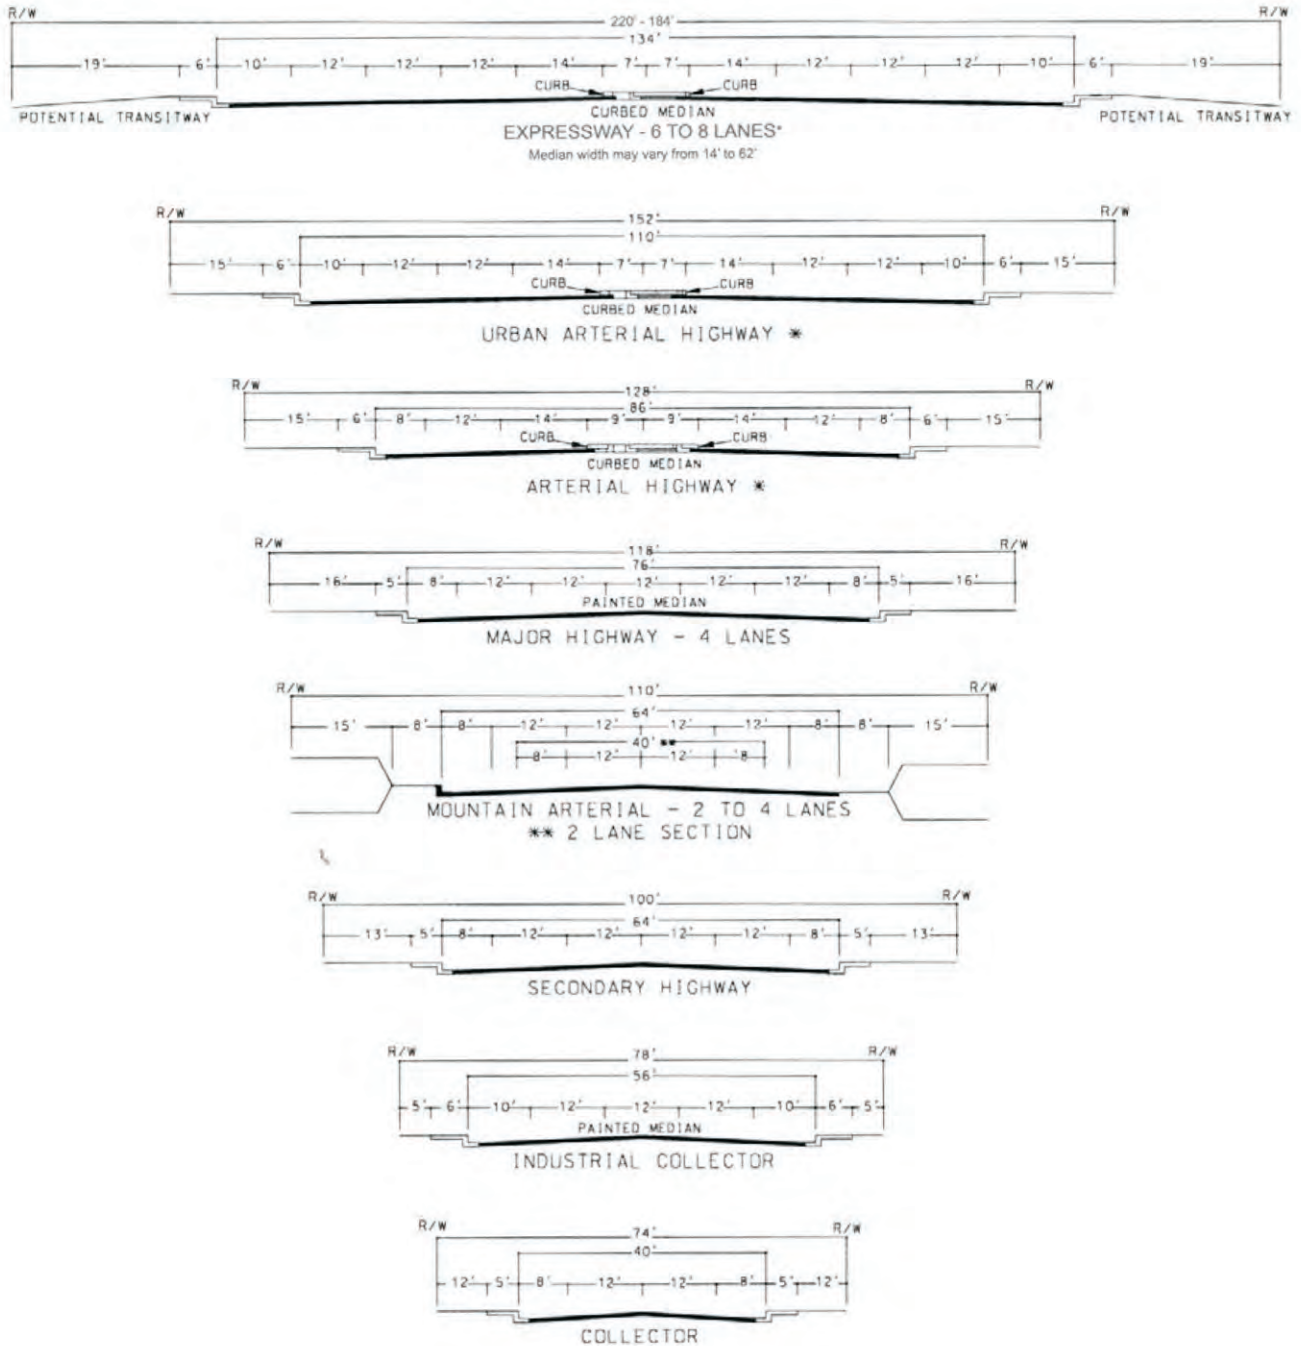 R/W R/W
220' - 184'
134'
19' 6' 10' 12' 12' 12' 14' 7' 7' 14' 12' 12' 12' 10' 6' 19'
CURB CURB
POTENTIAL TRANSITWAY CURBED MEDIAN POTENTIAL TRANSITWAY
EXPRESSWAY - 6 TO 8 LANES*
Median width may vary from 14' to 62'
R/W R/W
152'
110'
15' 6' 10' 12' 12' 14' 7' 7' 14' 12' 12' 10' 6' 15'
CURB CURB
CURBED MEDIAN
URBAN ARTERIAL HIGHWAY *
R/W R/W
128'
86'
15' 6' 8' 12' 14' 9' 9' 14' 12' 8' 6' 15'
CURB CURB
CURBED MEDIAN
ARTERIAL HIGHWAY *
R/W R/W
118'
76'
16' 5' 8' 12' 12' 12' 12' 12' 8' 5' 16'
PAINTED MEDIAN
MAJOR HIGHWAY - 4 LANES
R/W R/W
110'
64'
15' 8' 8' 12' 12' 12' 12' 8' 8' 15'
40' **
8' 12' 12' '8
MOUNTAIN ARTERIAL - 2 TO 4 LANES
** 2 LANE SECTION
R/W R/W
100'
64'
13' 5' 8' 12' 12' 12' 12' 8' 5' 13'
SECONDARY HIGHWAY
R/W R/W
78'
56'
5' 6' 10' 12' 12' 12' 10' 6' 5'
PAINTED MEDIAN
INDUSTRIAL COLLECTOR
R/W R/W
74'
40'
12' 5' 8' 12' 12' 8' 5' 12'
COLLECTOR